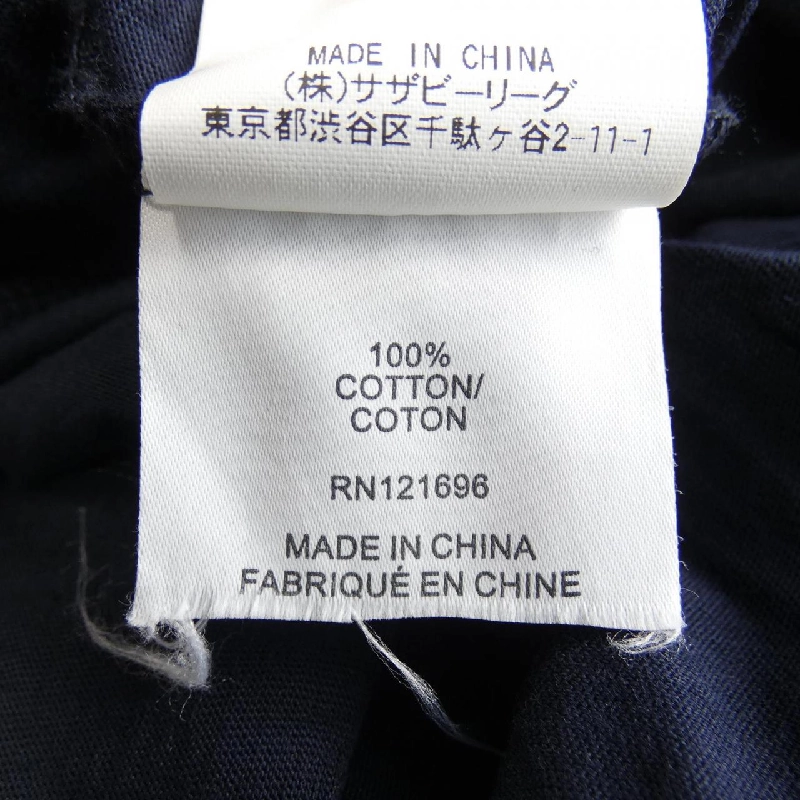 MADE IN CHINA
(株)サザビーリーグ
東京都渋谷区千駄ヶ谷2-11-1
100%
COTTON/
COTON
RN121696
MADE IN CHINA
FABRIQUÉ EN CHINE